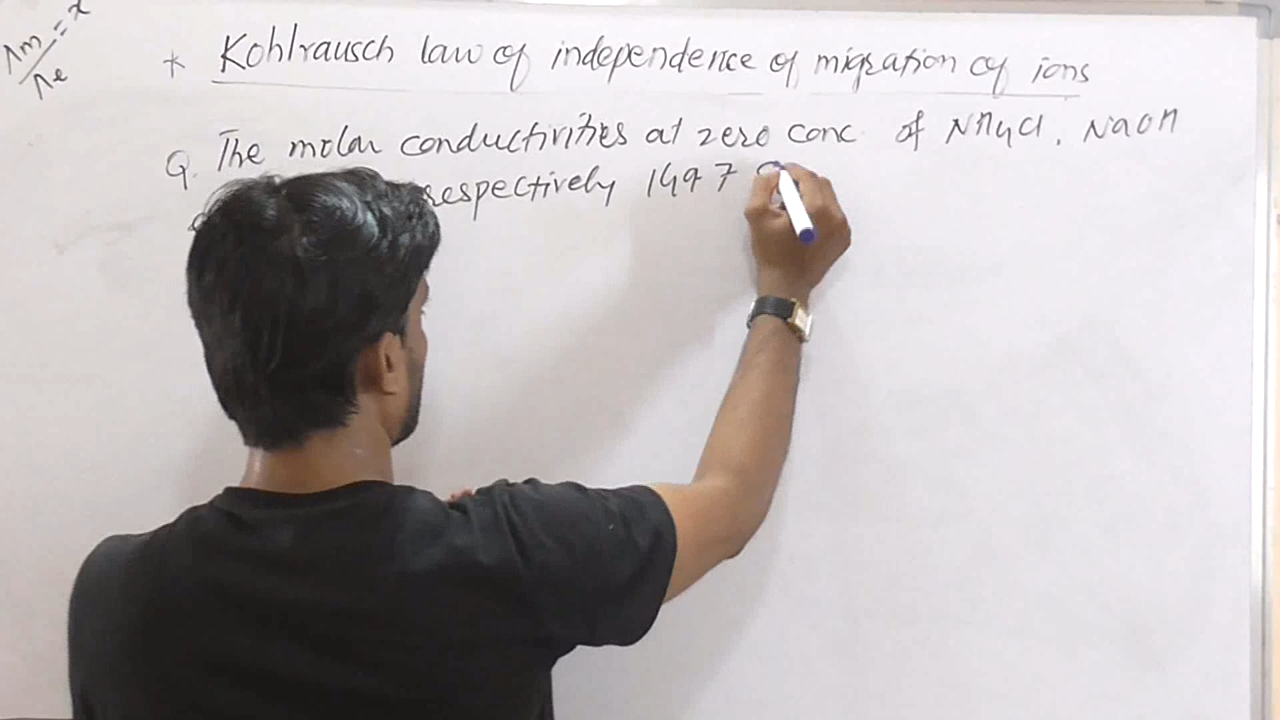 Λm/Λe = x
* Kohlrausch law of independence of migration of ions
Q. The molar conductivities at zero conc of NH4Cl, NaOH
respectively 149.7